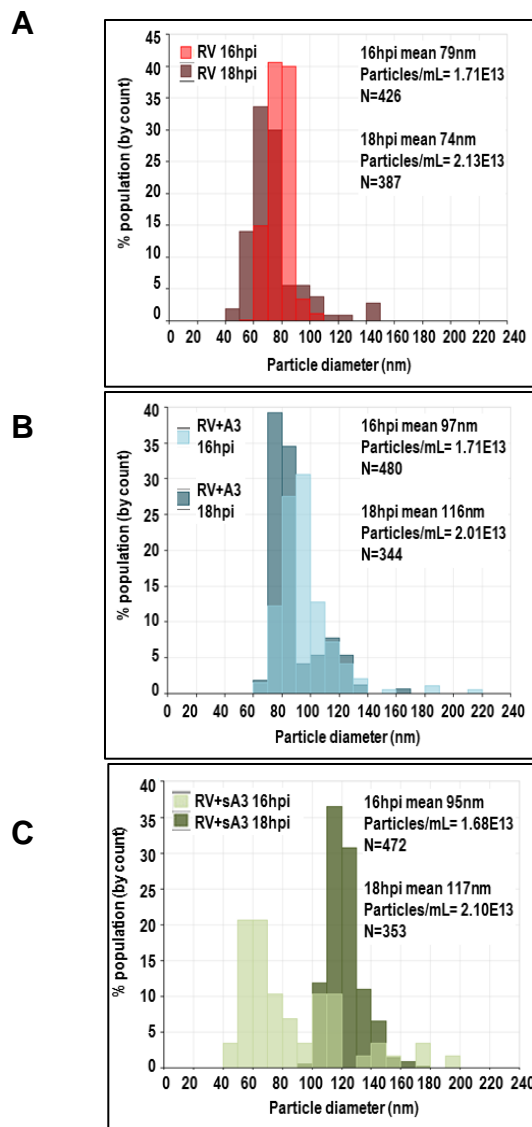 A
RV 16hpi
RV 18hpi
16hpi mean 79nm
Particles/mL= 1.71E13
N=426
18hpi mean 74nm
Particles/mL= 2.13E13
N=387
% population (by count)
45
40
35
30
25
20
15
10
5
0
0 20 40 60 80 100 120 140 160 180 200 220 240
Particle diameter (nm)
B
RV+A3
16hpi
RV+A3
18hpi
16hpi mean 97nm
Particles/mL= 1.71E13
N=480
18hpi mean 116nm
Particles/mL= 2.01E13
N=344
% population (by count)
40
35
30
25
20
15
10
5
0
0 20 40 60 80 100 120 140 160 180 200 220 240
Particle diameter (nm)
C
RV+sA3 16hpi
RV+sA3 18hpi
16hpi mean 95nm
Particles/mL= 1.68E13
N=472
18hpi mean 117nm
Particles/mL= 2.10E13
N=353
% population (by count)
40
35
30
25
20
15
10
5
0
0 20 40 60 80 100 120 140 160 180 200 220 240
Particle diameter (nm)